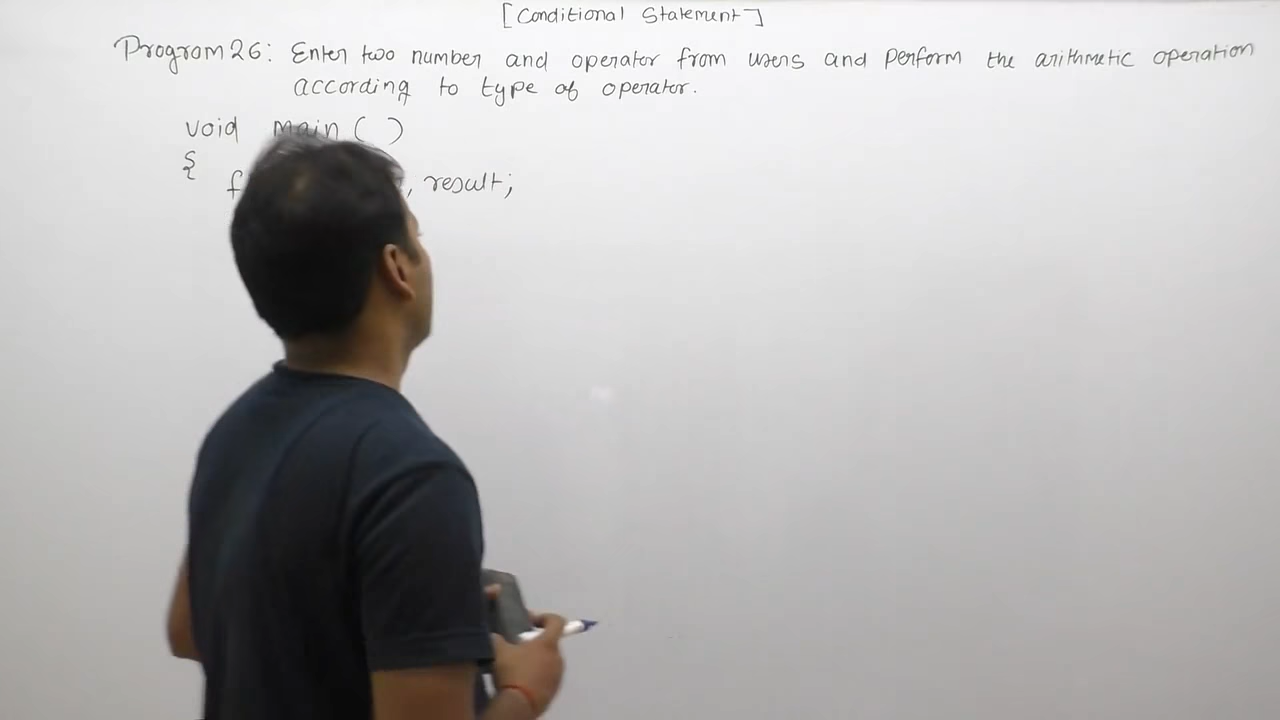 [Conditional Statement]
Program 26: Enter two number and operator from users and perform the arithmetic operation
according to type of operator.
void main ( )
{
f , result;